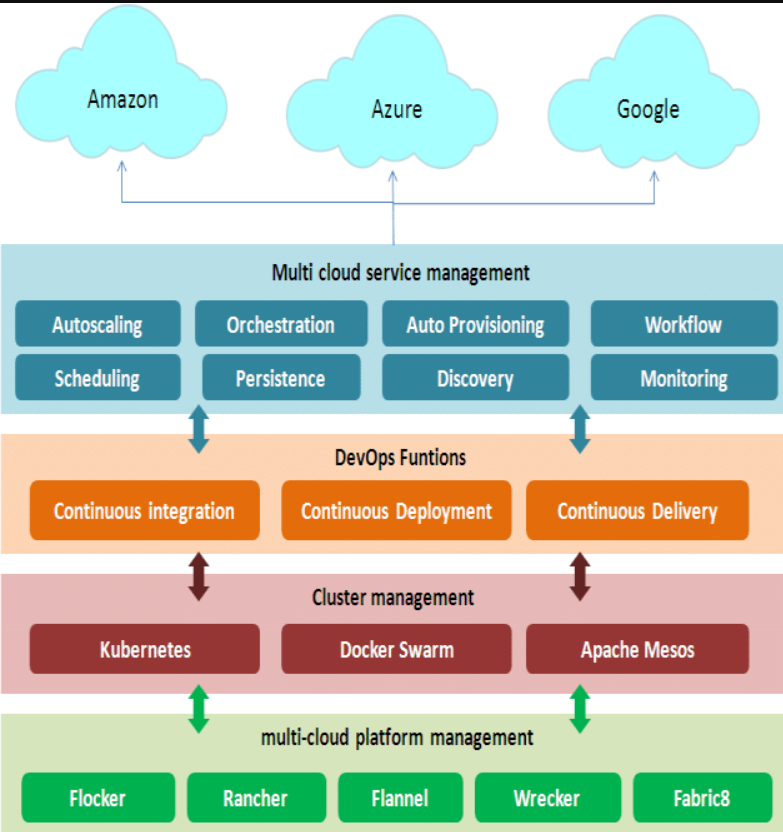 Amazon
Azure
Google
Multi cloud service management
Autoscaling
Orchestration
Auto Provisioning
Workflow
Scheduling
Persistence
Discovery
Monitoring
DevOps Funtions
Continuous integration
Continuous Deployment
Continuous Delivery
Cluster management
Kubernetes
Docker Swarm
Apache Mesos
multi-cloud platform management
Flocker
Rancher
Flannel
Wrecker
Fabric8